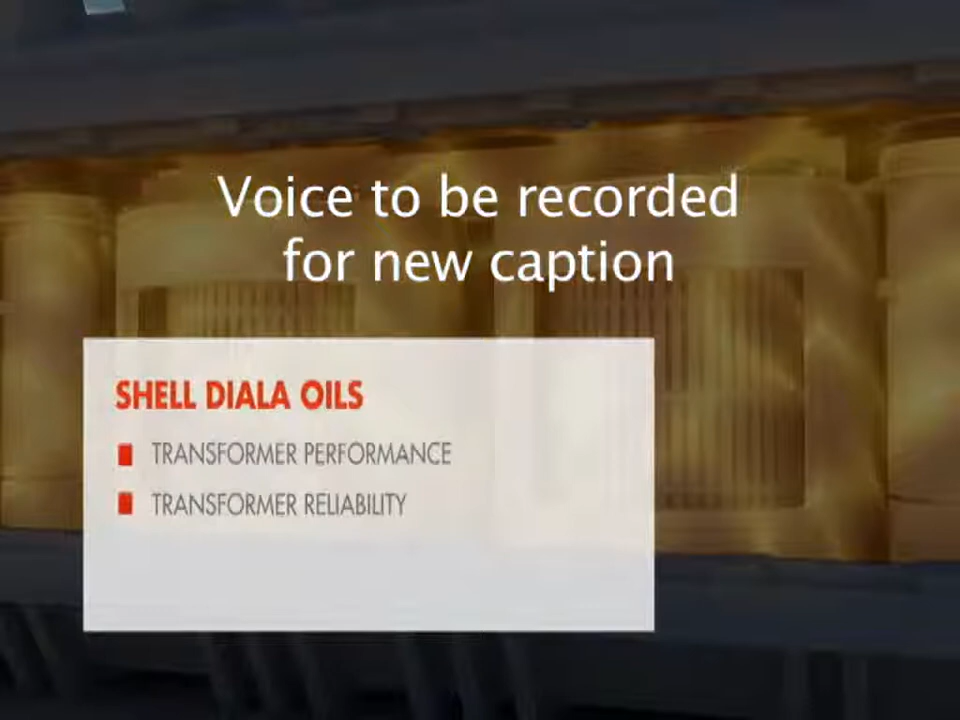 Voice to be recorded
for new caption
SHELL DIALA OILS
TRANSFORMER PERFORMANCE
TRANSFORMER RELIABILITY